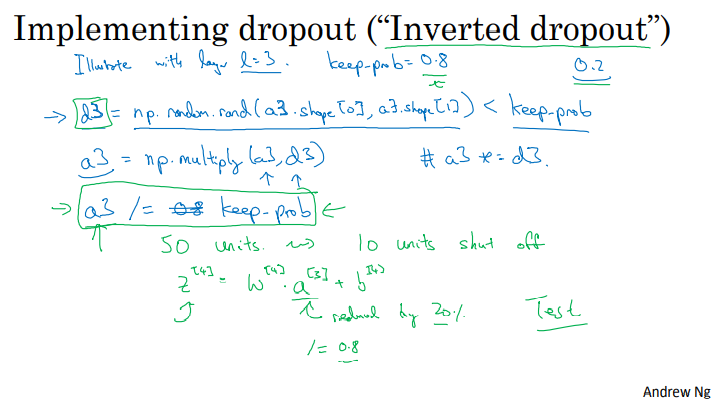 Implementing dropout ("Inverted dropout")
Illustrate with layer l=3. keep-prob = 0.8 0.2
→ d3 = np.random.rand(a3.shape[0], a3.shape[1]) < keep-prob
a3 = np.multiply(a3, d3) # a3 *= d3.
→ a3 /= 0.8 keep-prob ←
50 units. ⇝ 10 units shut off
z^[4] = W^[4] · a^[3] + b^[4]
reduced by 20%. Test
/= 0.8
Andrew Ng